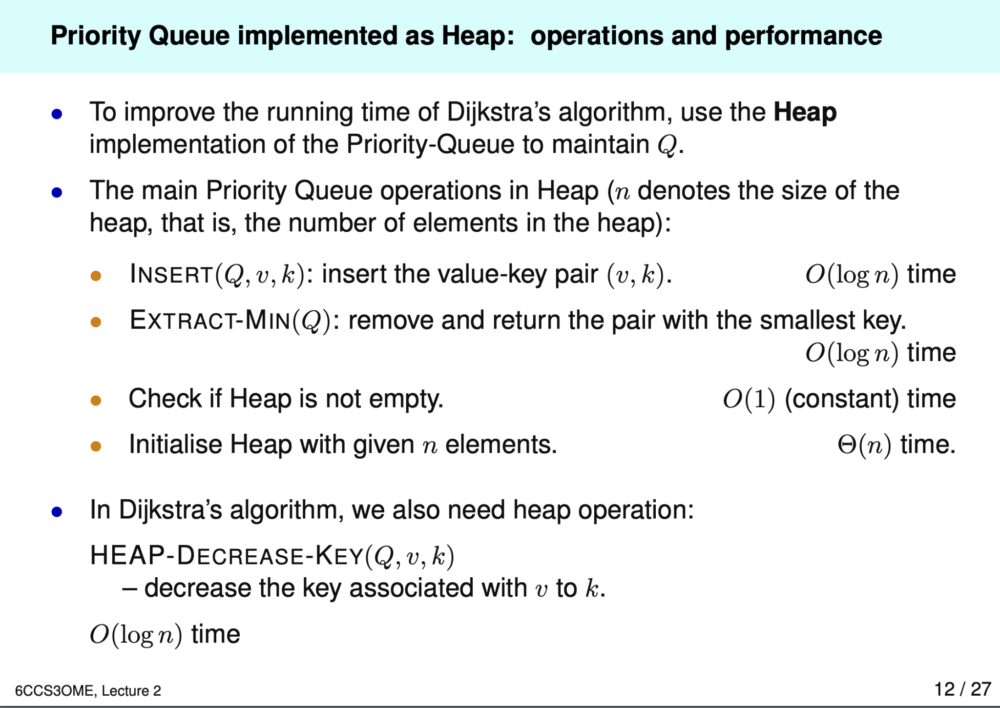 Priority Queue implemented as Heap: operations and performance
• To improve the running time of Dijkstra’s algorithm, use the Heap
implementation of the Priority-Queue to maintain Q.
• The main Priority Queue operations in Heap (n denotes the size of the
heap, that is, the number of elements in the heap):
• INSERT(Q, v, k): insert the value-key pair (v, k). O(log n) time
• EXTRACT-MIN(Q): remove and return the pair with the smallest key.
O(log n) time
• Check if Heap is not empty. O(1) (constant) time
• Initialise Heap with given n elements. Θ(n) time.
• In Dijkstra’s algorithm, we also need heap operation:
HEAP-DECREASE-KEY(Q, v, k)
– decrease the key associated with v to k.
O(log n) time
6CCS3OME, Lecture 2 12 / 27